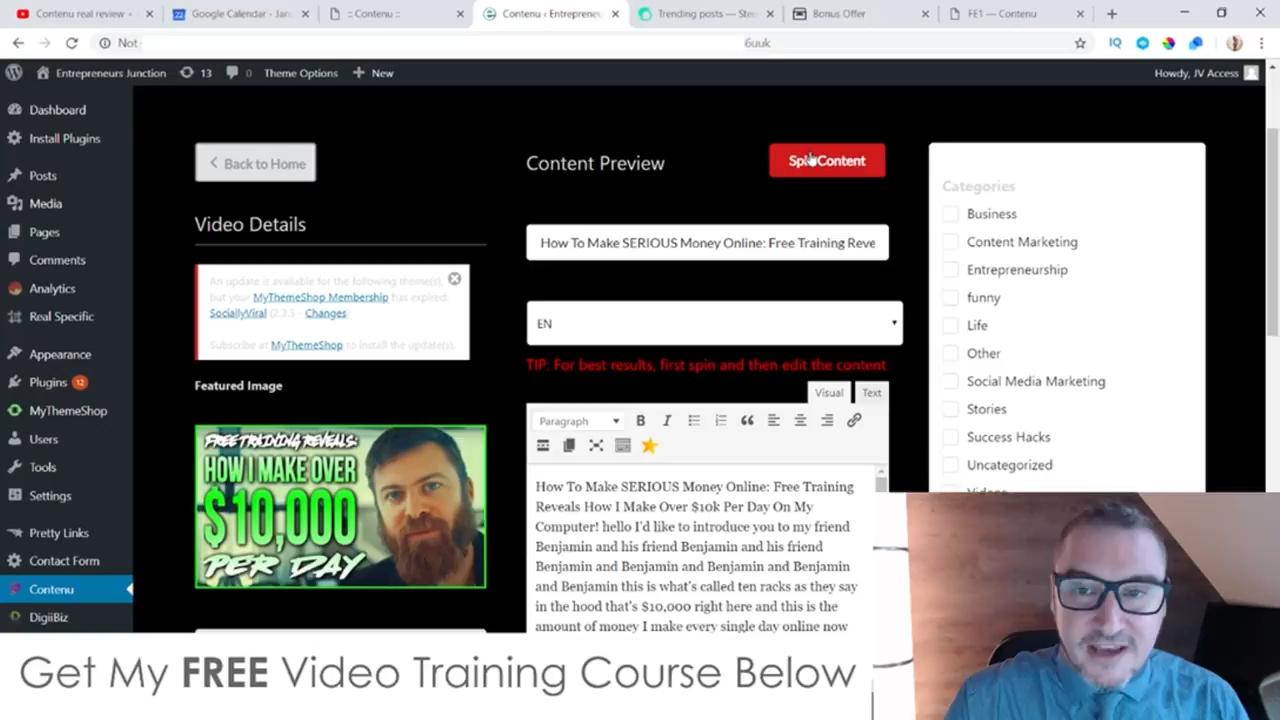 Contenu real review –
Google Calendar - Jan
:: Contenu ::
Contenu ‹ Entrepreneu
Trending posts — Stee
Bonus Offer
FE1 — Contenu
Not
6uuk
IQ
Entrepreneurs Junction
13
0
Theme Options
New
Howdy, JV Access
Dashboard
Install Plugins
Posts
Media
Pages
Comments
Analytics
Real Specific
Appearance
Plugins 12
MyThemeShop
Users
Tools
Settings
Pretty Links
Contact Form
Contenu
DigiiBiz
Back to Home
Video Details
An update is available for the following theme(s),
but your MyThemeShop Membership has expired:
SociallyViral (2.3.5 - Changes
Subscribe at MyThemeShop to install the update(s).
Featured Image
FREE TRAINING REVEALS:
HOW I MAKE OVER
$10,000
PER DAY
Content Preview
Spin Content
How To Make SERIOUS Money Online: Free Training Reve
EN
TIP: For best results, first spin and then edit the content.
Visual
Text
Paragraph
B
I
How To Make SERIOUS Money Online: Free Training
Reveals How I Make Over $10k Per Day On My
Computer! hello I'd like to introduce you to my friend
Benjamin and his friend Benjamin and his friend
Benjamin and Benjamin and Benjamin and Benjamin
and Benjamin this is what's called ten racks as they say
in the hood that's $10,000 right here and this is the
amount of money I make every single day online now
Categories
Business
Content Marketing
Entrepreneurship
funny
Life
Other
Social Media Marketing
Stories
Success Hacks
Uncategorized
Get My FREE Video Training Course Below